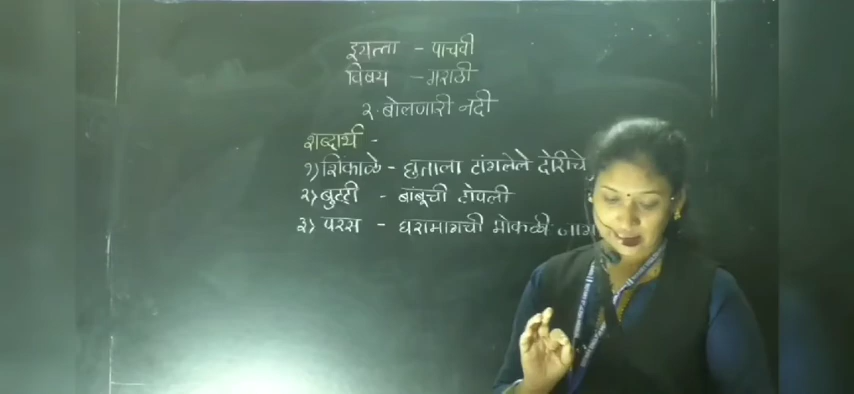 इयत्ता - पाचवी
विषय - मराठी
२. बोलणारी नदी
शब्दार्थ -
१) शिंकाळे - छताला टांगलेले दोरीचे
२) बुट्टी - बांबूची टोपली
३) परस - घरामागची मोकळी जाग